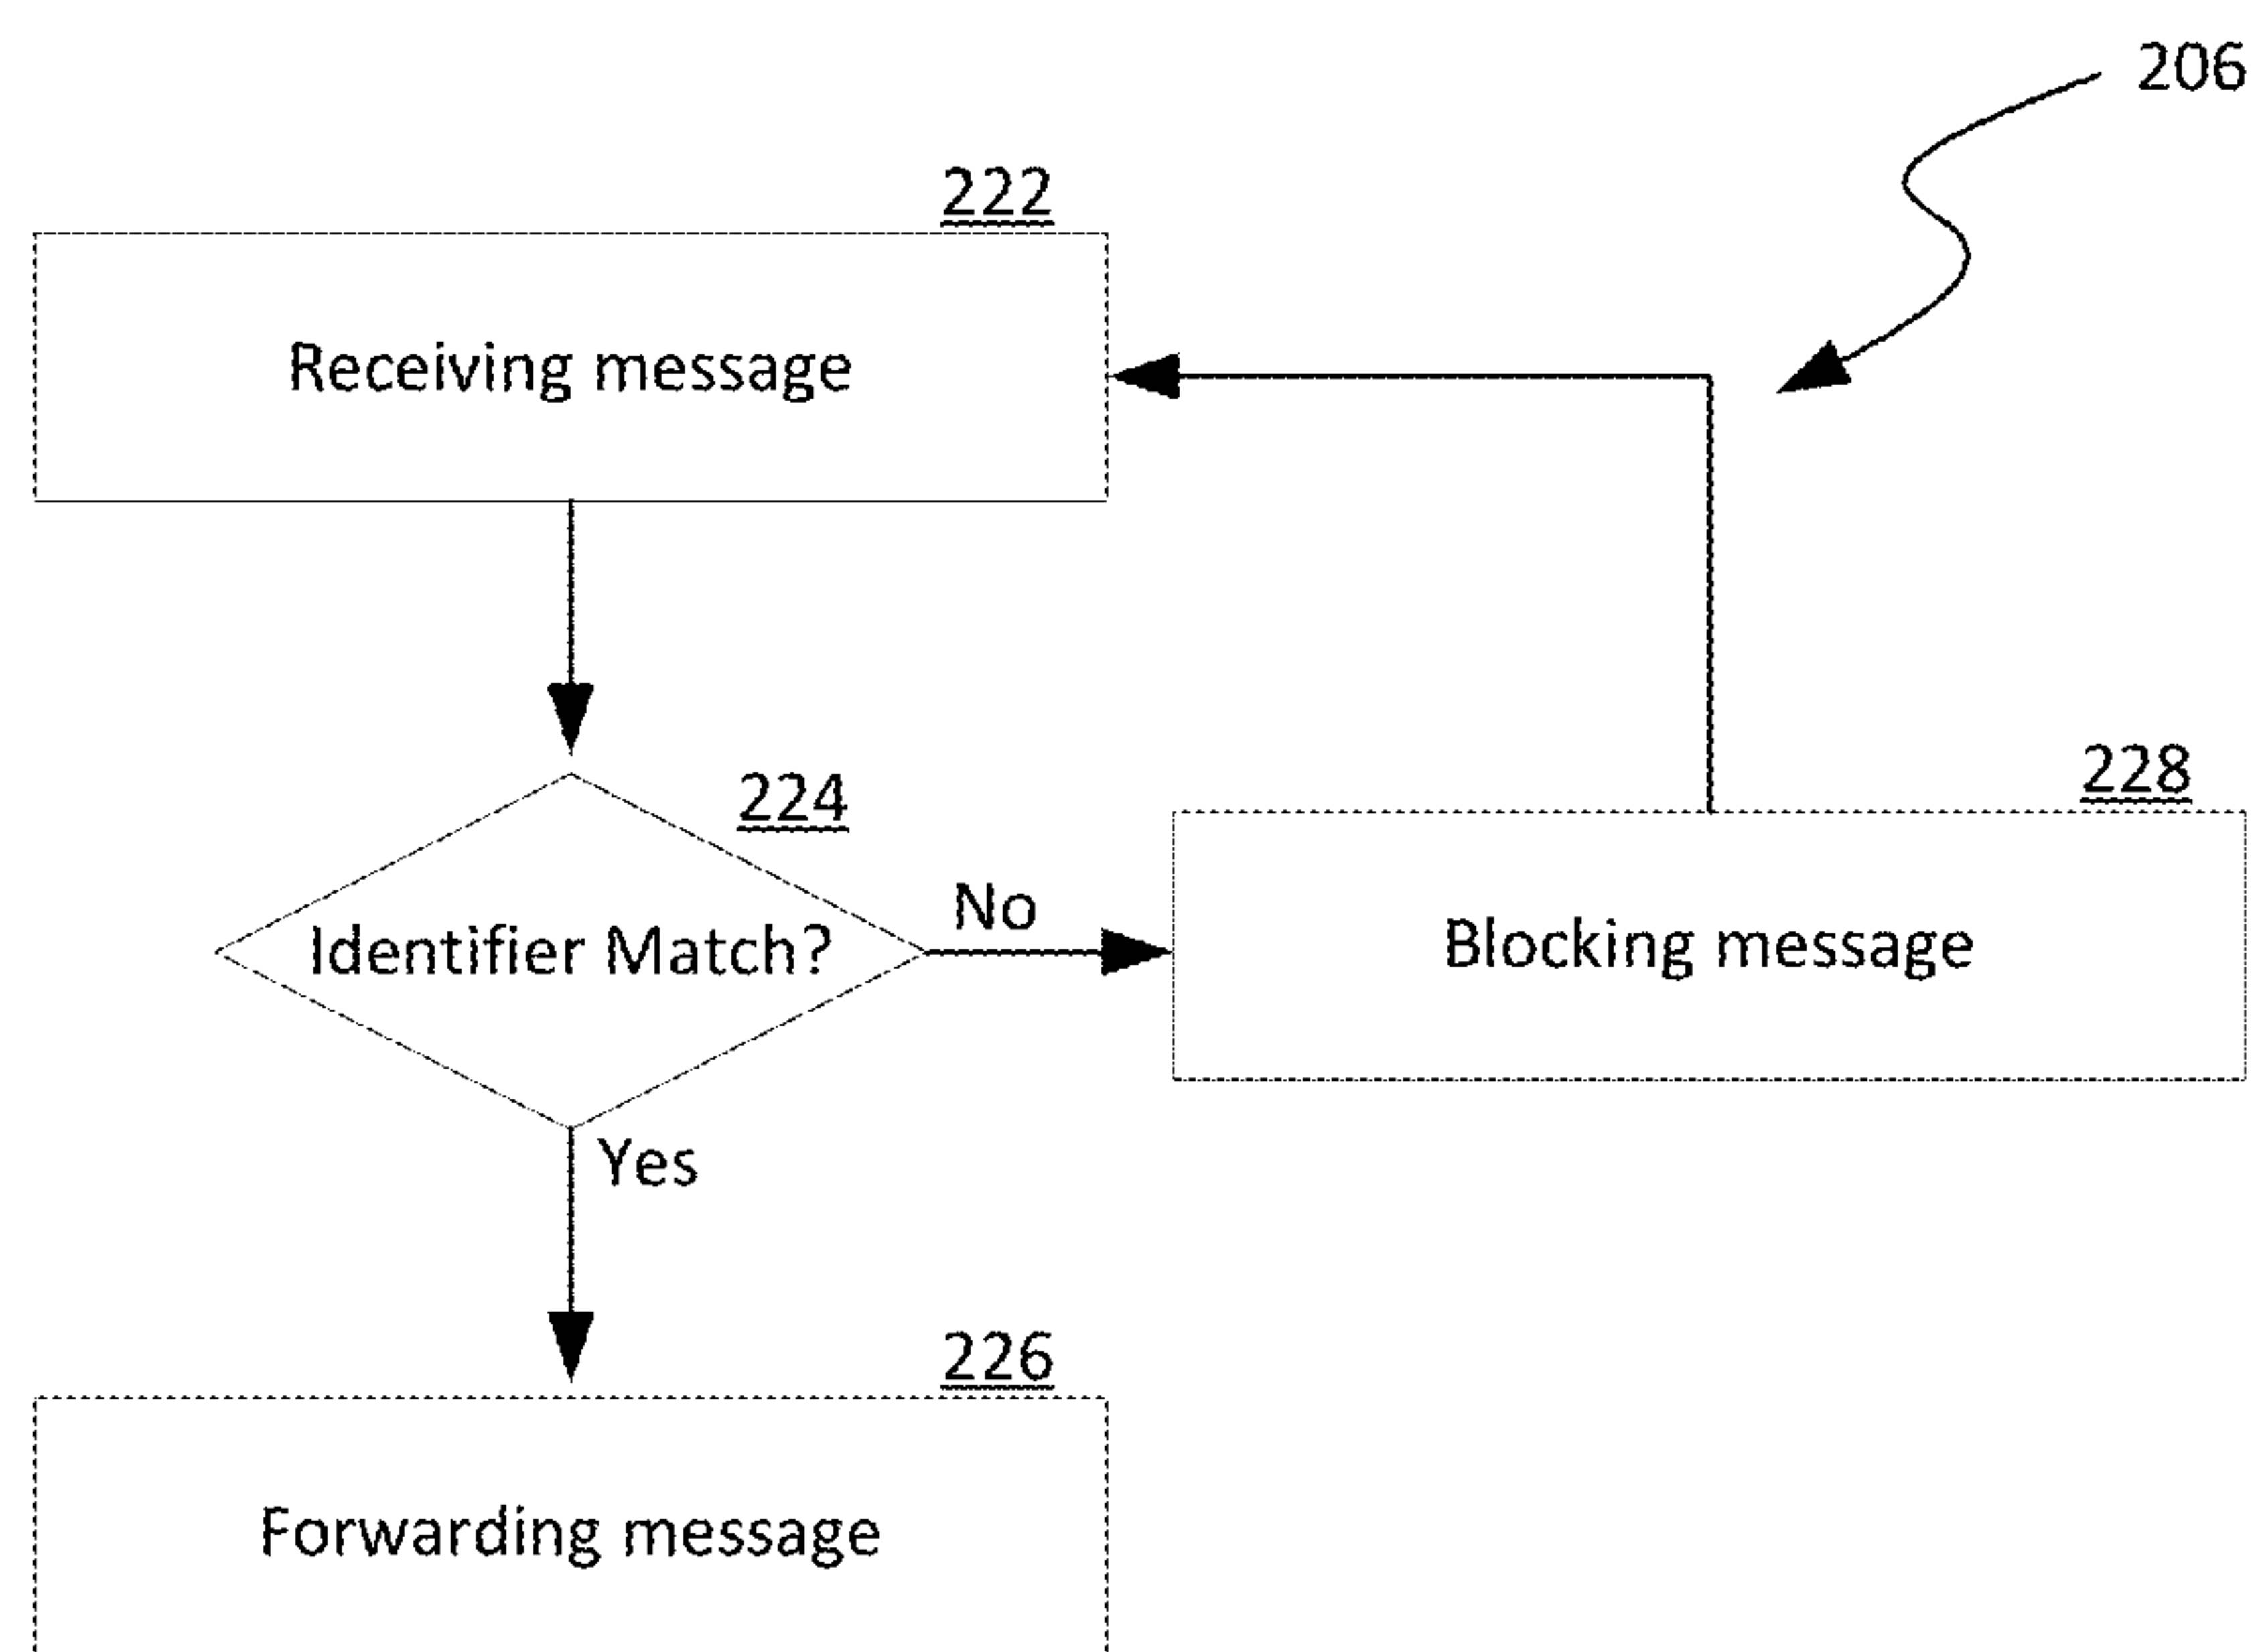 206
222
Receiving message
224
228
Identifier Match?
No
Blocking message
Yes
226
Forwarding message